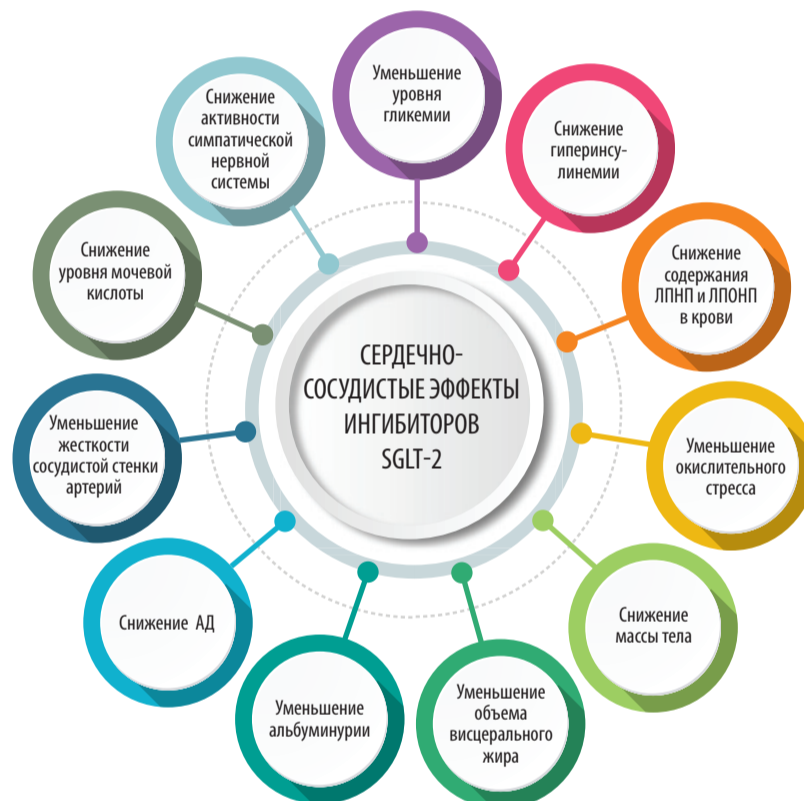 СЕРДЕЧНО-
СОСУДИСТЫЕ ЭФФЕКТЫ
ИНГИБИТОРОВ
SGLT-2
Уменьшение
уровня
гликемии
Снижение
гиперинсу-
линемии
Снижение
содержания
ЛПНП и ЛПОНП
в крови
Уменьшение
окислительного
стресса
Снижение
массы тела
Уменьшение
объема
висцерального
жира
Уменьшение
альбуминурии
Снижение АД
Уменьшение
жесткости
сосудистой стенки
артерий
Снижение
уровня мочевой
кислоты
Снижение
активности
симпатической
нервной
системы